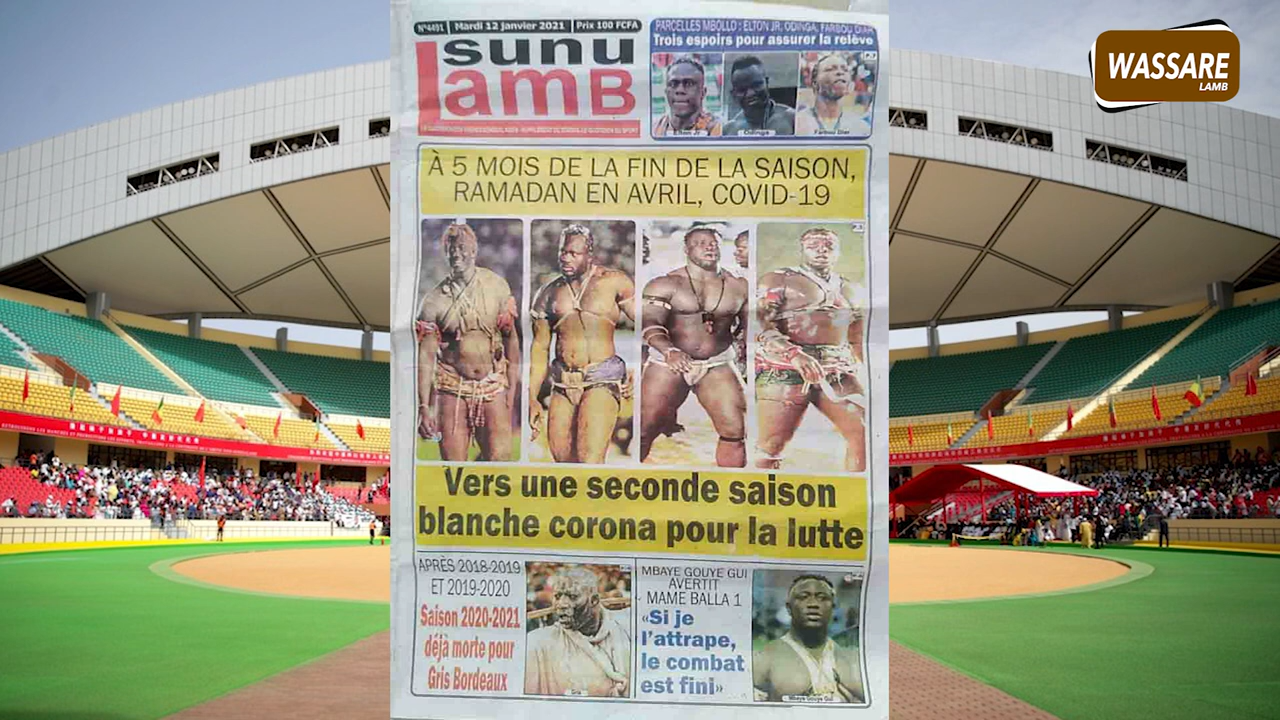 N°4491 Mardi 12 janvier 2021 Prix 100 FCFA
sunu
Lamb
PARCELLES MBOLLO : ELTON JR, ODINGA, FARBOU DIAR
Trois espoirs pour assurer la relève
Elton Jr
Odinga
Farbou Diar
WASSARE
LAMB
À 5 MOIS DE LA FIN DE LA SAISON,
RAMADAN EN AVRIL, COVID-19
Vers une seconde saison
blanche corona pour la lutte
APRÈS 2018-2019
ET 2019-2020
Saison 2020-2021
déjà morte pour
Gris Bordeaux
Gris
MBAYE GOUYE GUI
AVERTIT
MAME BALLA 1
«Si je
l'attrape,
le combat
est fini»
Mbaye Gouye Gui